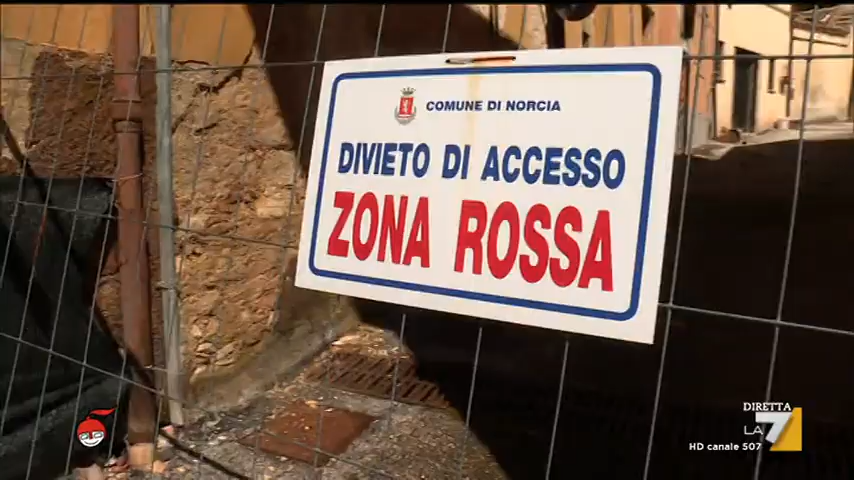 COMUNE DI NORCIA
DIVIETO DI ACCESSO
ZONA ROSSA
DIRETTA
LA 7
HD canale 507